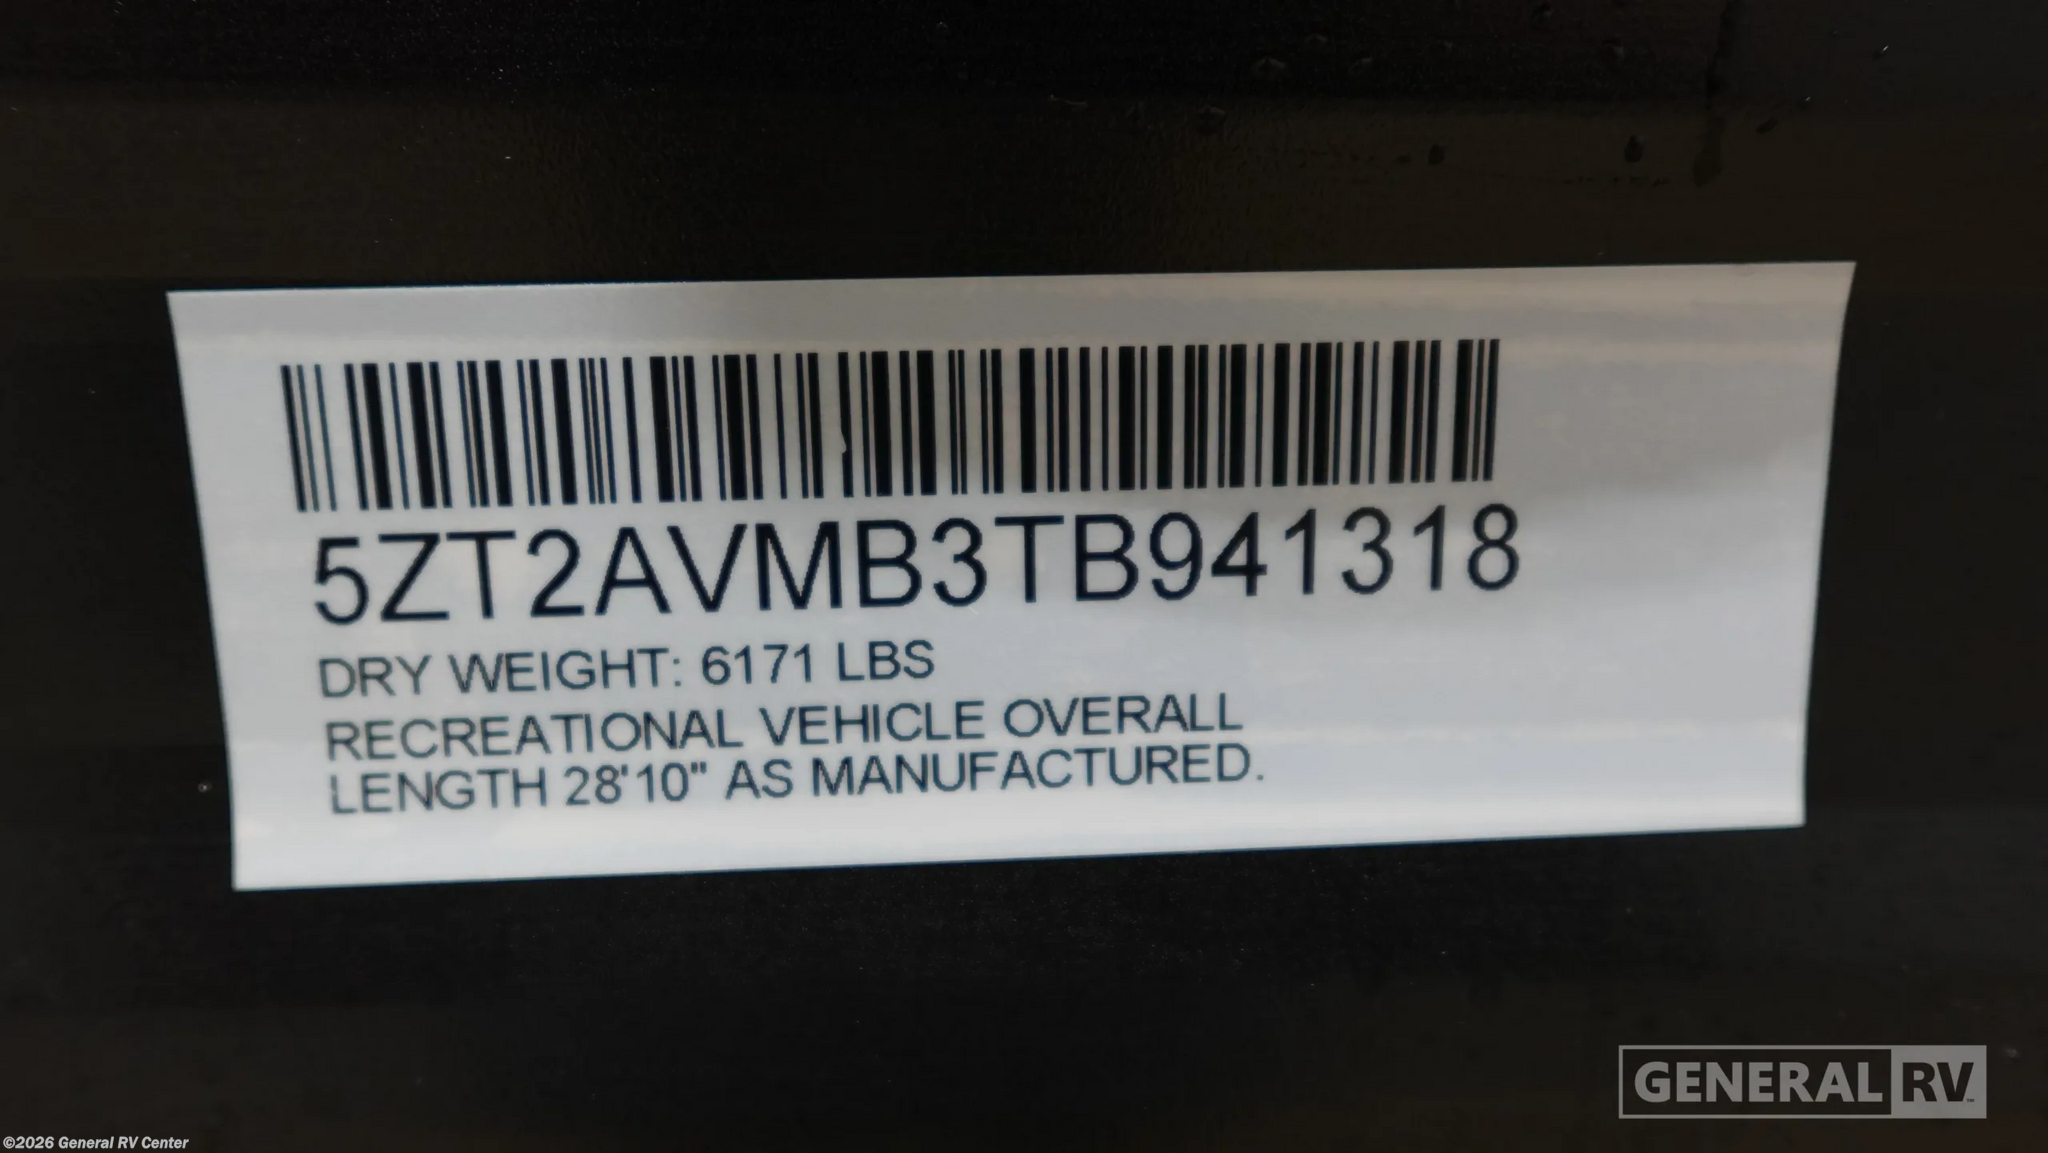 5ZT2AVMB3TB941318
DRY WEIGHT: 6171 LBS
RECREATIONAL VEHICLE OVERALL
LENGTH 28'10" AS MANUFACTURED.
GENERAL RV
©2026 General RV Center